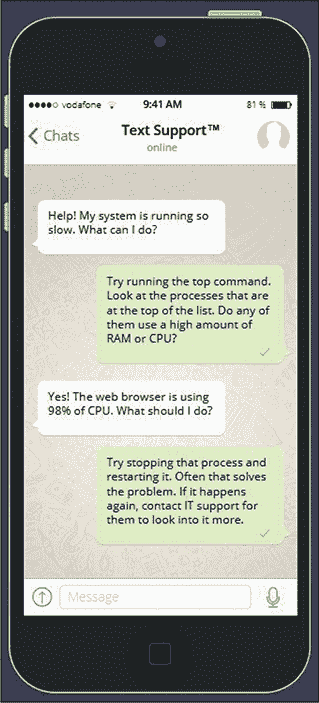 vodafone 9:41 AM 81 %
Chats Text Support™
online
Help! My system is running so
slow. What can I do?
Try running the top command.
Look at the processes that are
at the top of the list. Do any of
them use a high amount of
RAM or CPU?
Yes! The web browser is using
98% of CPU. What should I do?
Try stopping that process and
restarting it. Often that solves
the problem. If it happens
again, contact IT support for
them to look into it more.
Message